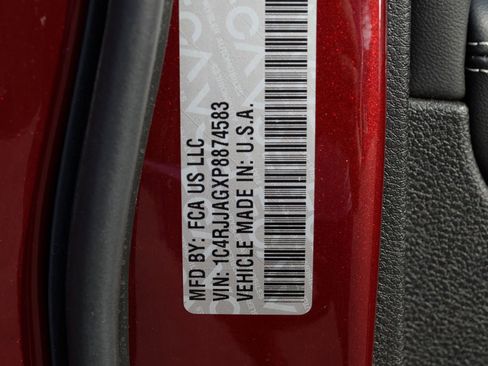 MFD BY: FCA US LLC
VIN: 1C4RJJAGXP8874583
VEHICLE MADE IN: U.S.A.